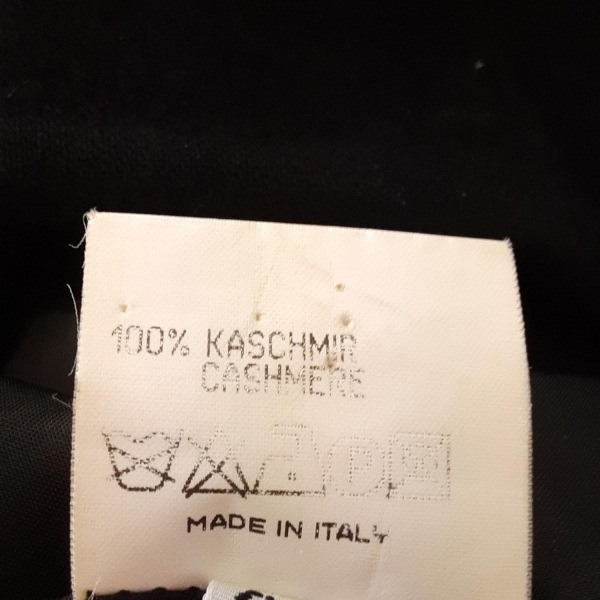 100% KASCHMIR
CASHMERE
P
MADE IN ITALY